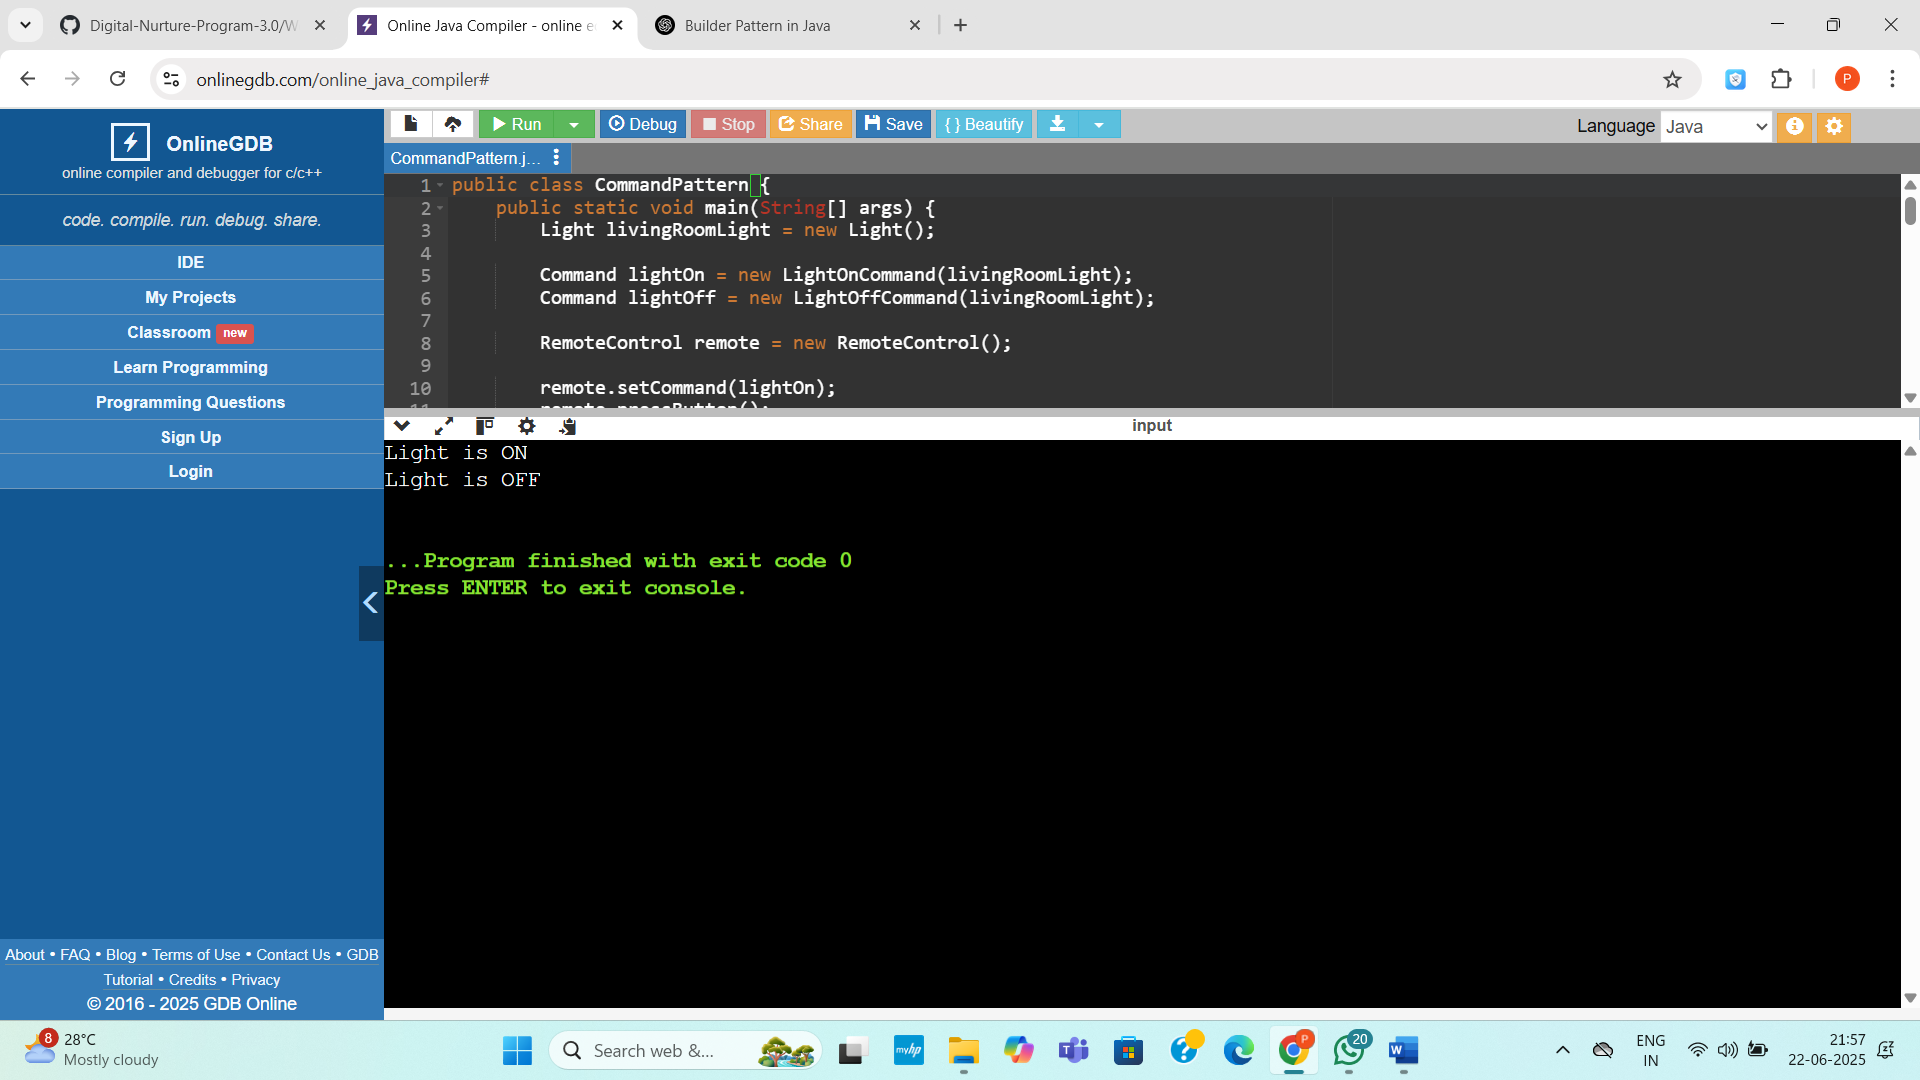 Digital-Nurture-Program-3.0/W
Online Java Compiler - online e
Builder Pattern in Java
onlinegdb.com/online_java_compiler#
P
OnlineGDB
online compiler and debugger for c/c++
code. compile. run. debug. share.
IDE
My Projects
Classroom new
Learn Programming
Programming Questions
Sign Up
Login
About • FAQ • Blog • Terms of Use • Contact Us • GDB
Tutorial • Credits • Privacy
© 2016 - 2025 GDB Online
Run
Debug
Stop
Share
Save
{ } Beautify
Language Java
CommandPattern.j...
1 public class CommandPattern {
2 public static void main(String[] args) {
3 Light livingRoomLight = new Light();
4
5 Command lightOn = new LightOnCommand(livingRoomLight);
6 Command lightOff = new LightOffCommand(livingRoomLight);
7
8 RemoteControl remote = new RemoteControl();
9
10 remote.setCommand(lightOn);
11 remote.pressButton();
input
Light is ON
Light is OFF
...Program finished with exit code 0
Press ENTER to exit console.
8
28°C
Mostly cloudy
Search web &...
myhp
P
20
W
ENG
IN
21:57
22-06-2025